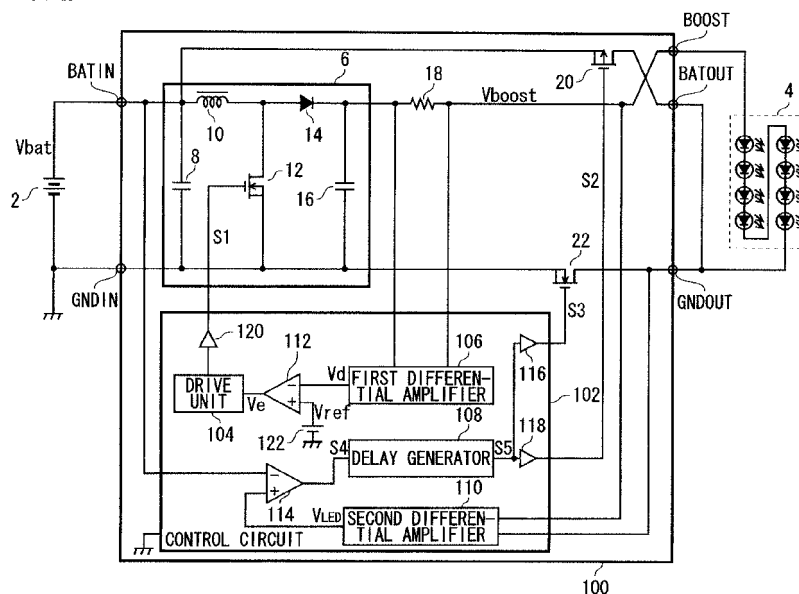 BOOST
6
BATIN
18
20
BATOUT
4
Vboost
10
14
Vbat
8
12
S2
2
16
S1
22
GNDIN
S3
GNDOUT
120
112
106
116
Vd
FIRST DIFFEREN-
TIAL AMPLIFIER
DRIVE
UNIT
Ve
102
104
Vref
108
118
122
S4
DELAY GENERATOR
S5
110
114
VLED
SECOND DIFFEREN-
TIAL AMPLIFIER
CONTROL CIRCUIT
100